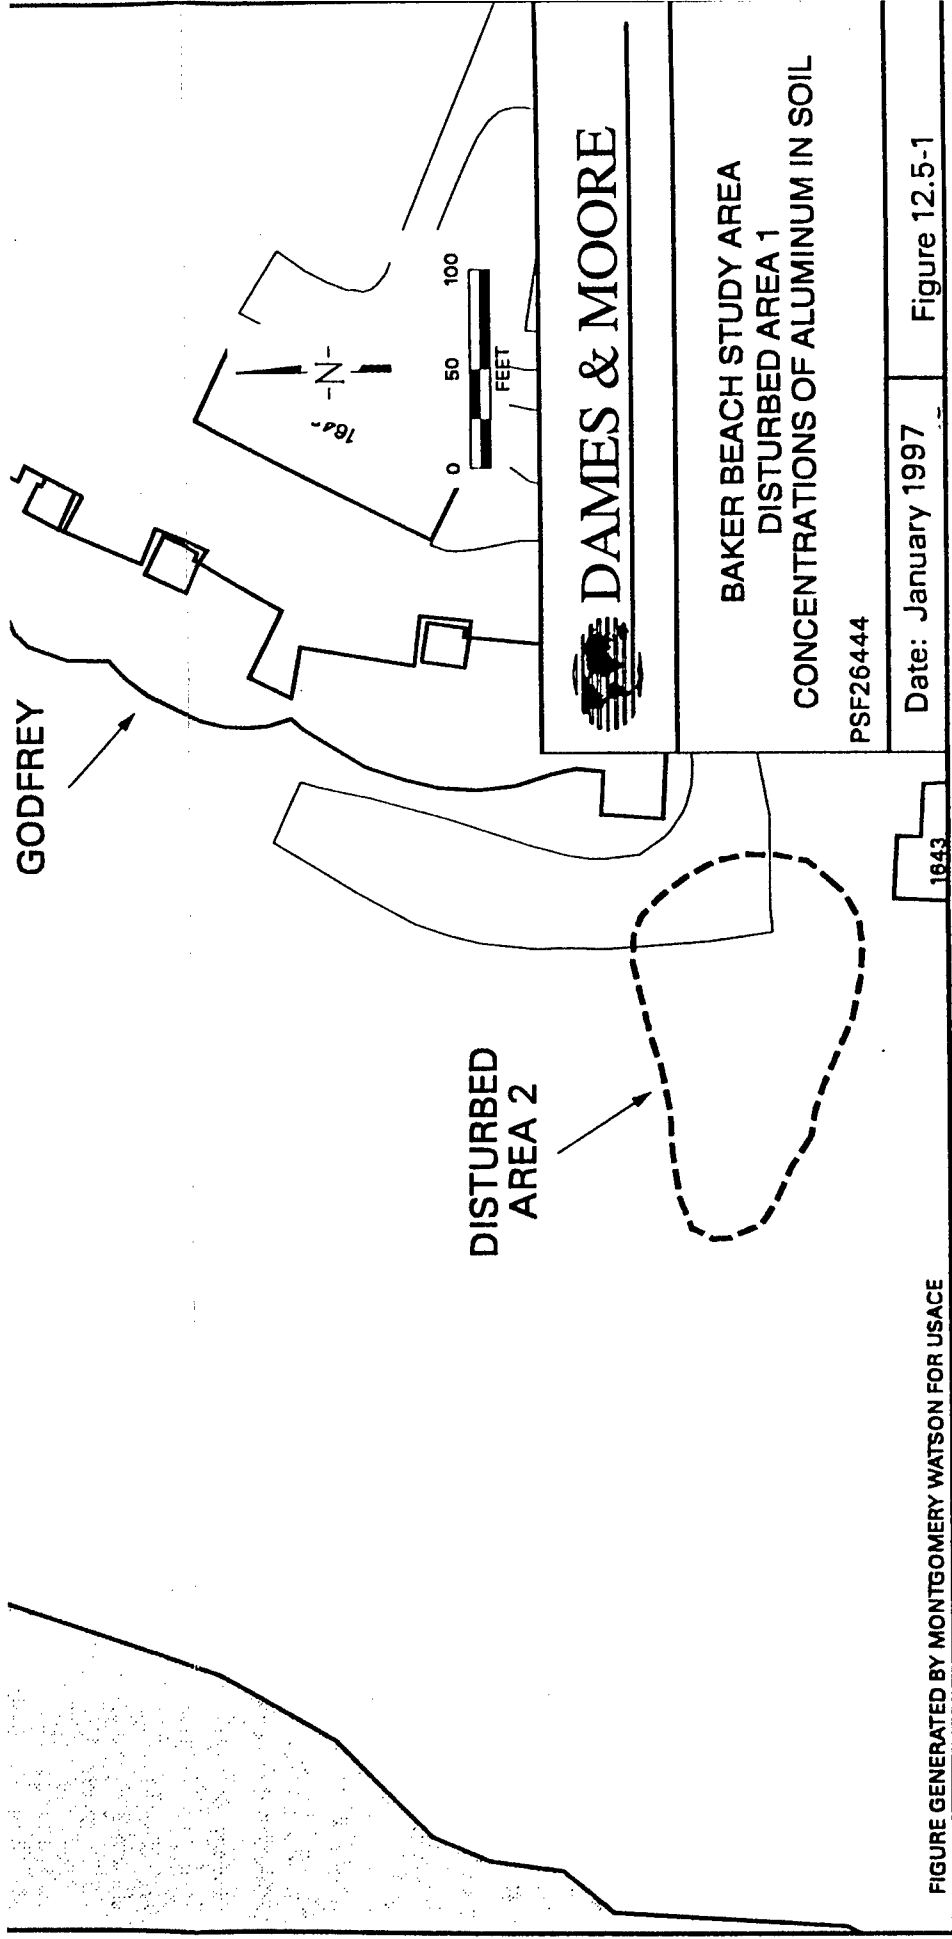 GODFREY
DISTURBED
AREA 2
-N-
0 50 100
FEET
DAMES & MOORE
BAKER BEACH STUDY AREA
DISTURBED AREA 1
CONCENTRATIONS OF ALUMINUM IN SOIL
PSF26444
Date: January 1997
Figure 12.5-1
1643
FIGURE GENERATED BY MONTGOMERY WATSON FOR USACE